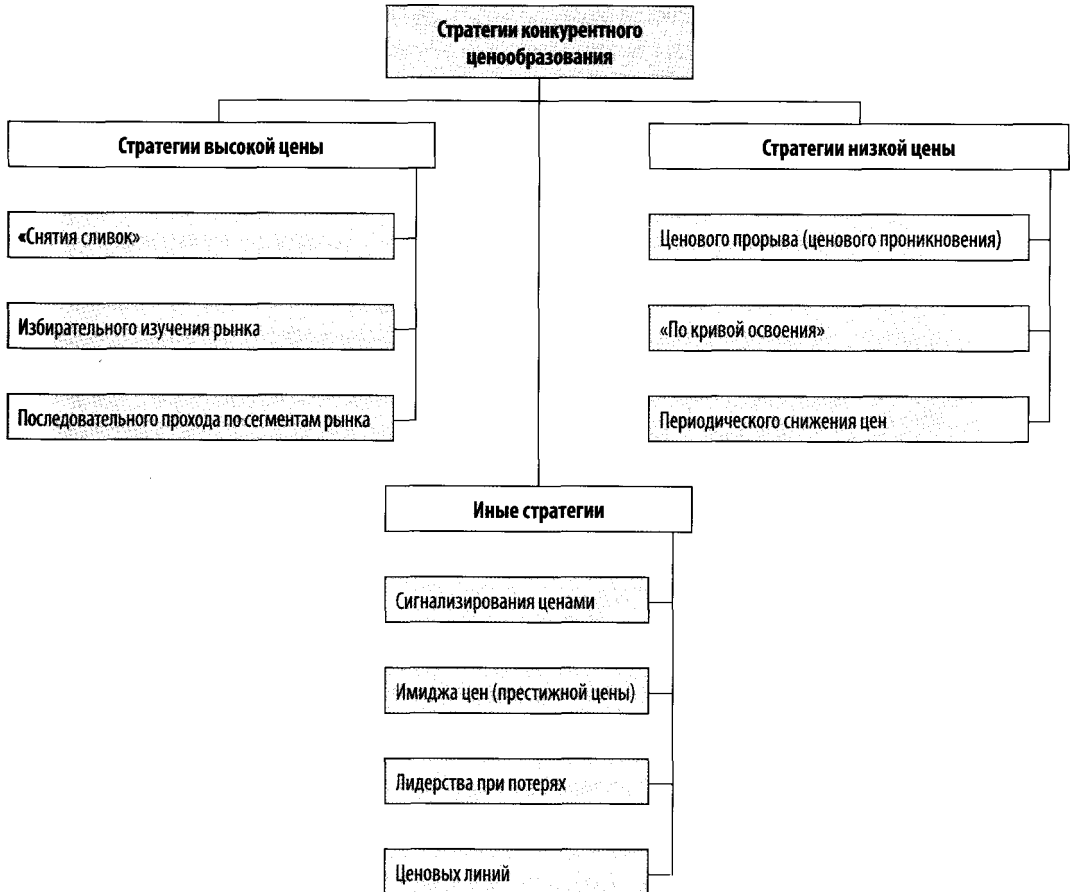 Стратегии конкурентного
ценообразования
Стратегии высокой цены
«Снятия сливок»
Избирательного изучения рынка
Последовательного прохода по сегментам рынка
Стратегии низкой цены
Ценового прорыва (ценового проникновения)
«По кривой освоения»
Периодического снижения цен
Иные стратегии
Сигнализирования ценами
Имиджа цен (престижной цены)
Лидерства при потерях
Ценовых линий